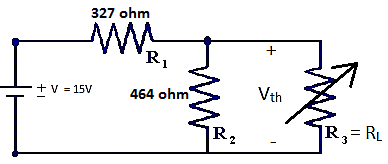 327 ohm
R1
+
± V = 15V
464 ohm
Vth
R2
-
R3 = RL